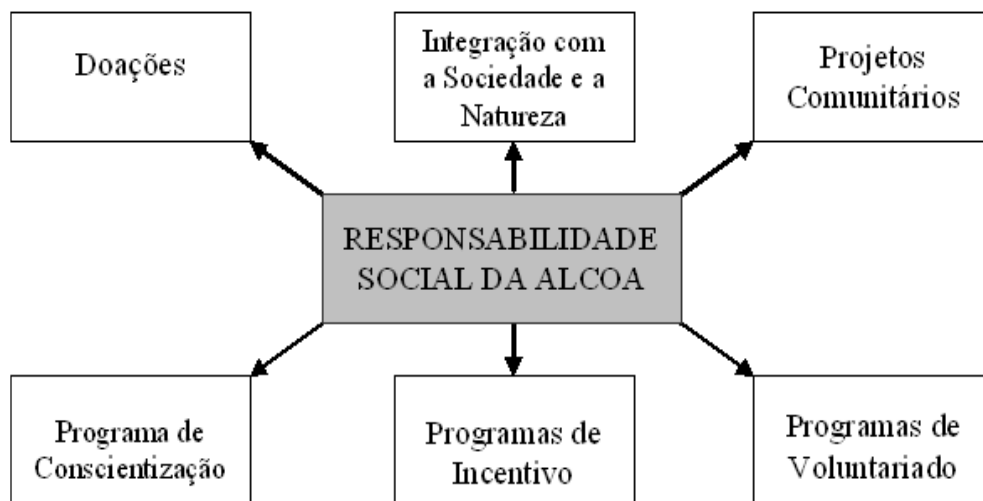 Doações
Integração com
a Sociedade e a
Natureza
Projetos
Comunitários
RESPONSABILIDADE
SOCIAL DA ALCOA
Programa de
Conscientização
Programas de
Incentivo
Programas de
Voluntariado